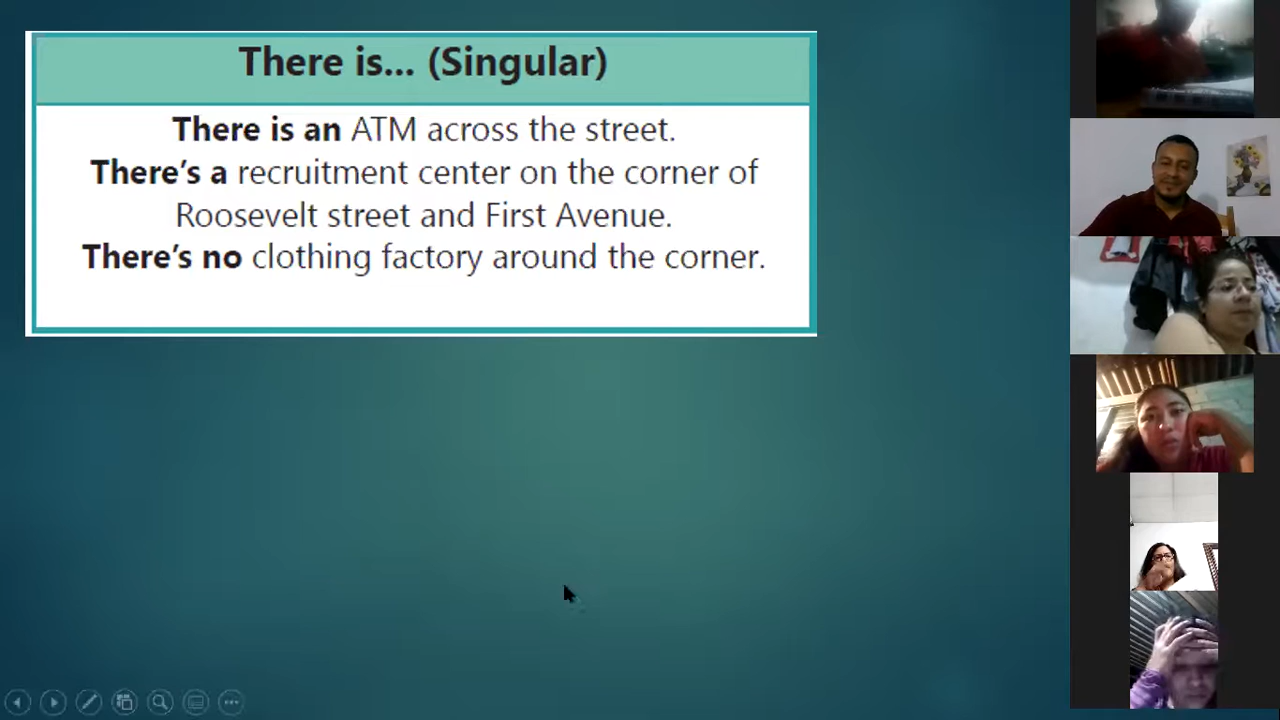 There is... (Singular)
There is an ATM across the street.
There's a recruitment center on the corner of
Roosevelt street and First Avenue.
There's no clothing factory around the corner.